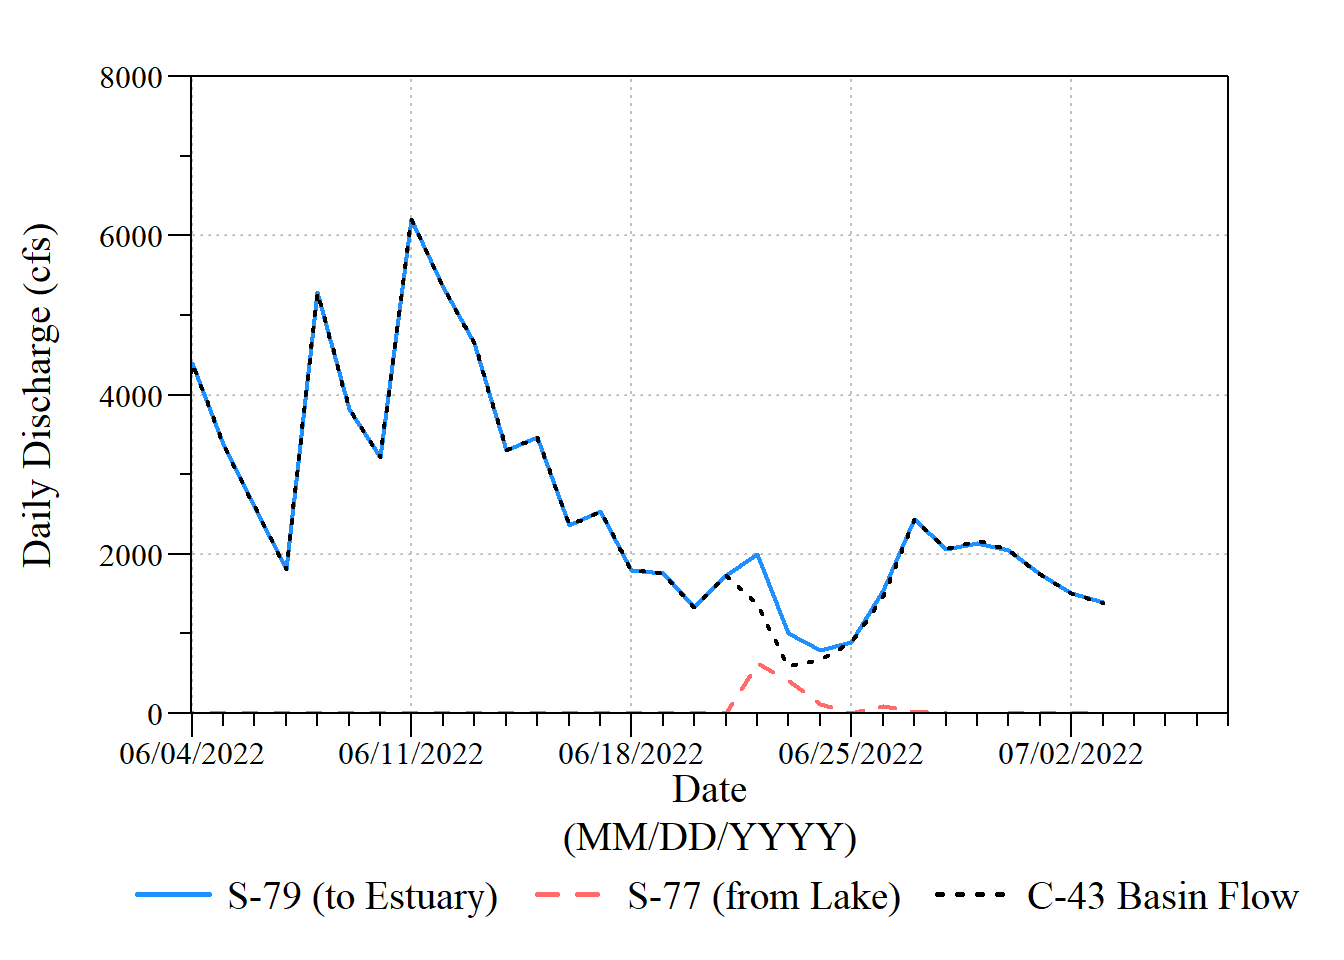 8000
6000
4000
2000
0
Daily Discharge (cfs)
06/04/2022 06/11/2022 06/18/2022 06/25/2022 07/02/2022
Date
(MM/DD/YYYY)
S-79 (to Estuary) S-77 (from Lake) C-43 Basin Flow